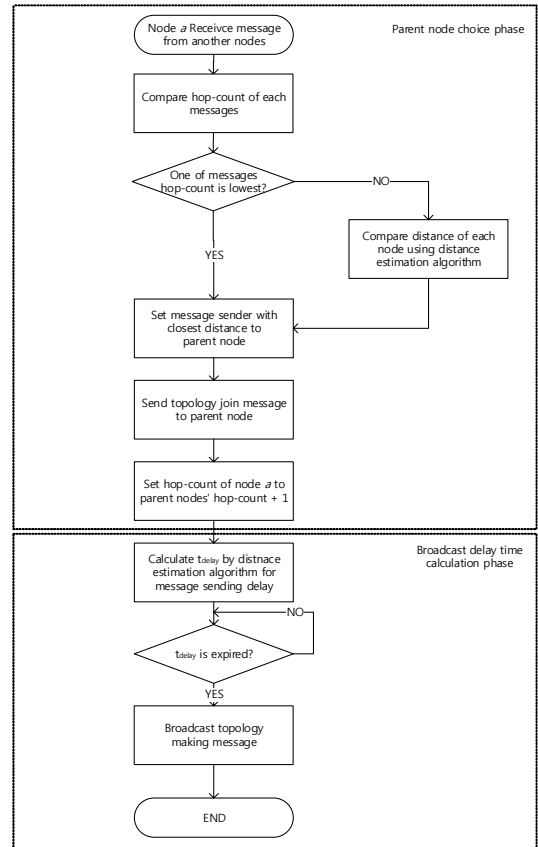 Node a Receivce message
from another nodes
Parent node choice phase
Compare hop-count of each
messages
One of messages
hop-count is lowest?
NO
Compare distance of each
node using distance
estimation algorithm
YES
Set message sender with
closest distance to
parent node
Send topology join message
to parent node
Set hop-count of node a to
parent nodes' hop-count + 1
Broadcast delay time
calculation phase
Calculate tdelay by distnace
estimation algorithm for
message sending delay
NO
tdelay is expired?
YES
Broadcast topology
making message
END